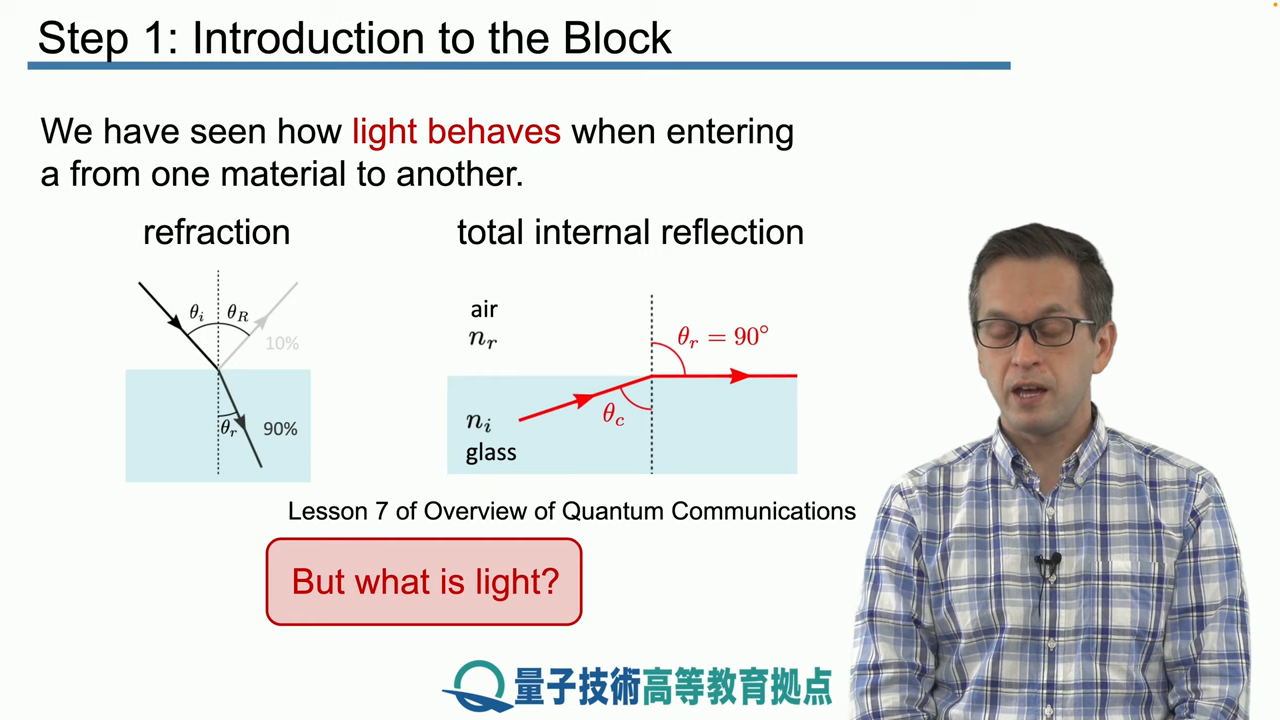 Step 1: Introduction to the Block
We have seen how light behaves when entering
a from one material to another.
refraction
total internal reflection
θi
θR
10%
θr
90%
air
nr
θr = 90°
θc
ni
glass
Lesson 7 of Overview of Quantum Communications
But what is light?
量子技術高等教育拠点